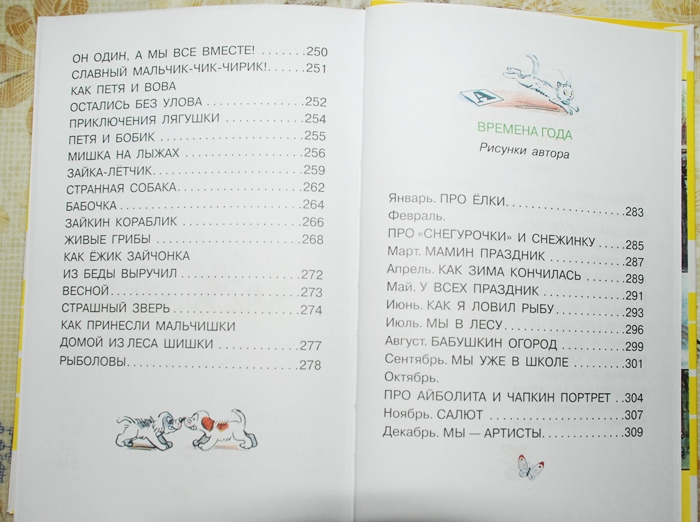 ОН ОДИН, А МЫ ВСЕ ВМЕСТЕ! .......250
СЛАВНЫЙ МАЛЬЧИК-ЧИК-ЧИРИК!.....251
КАК ПЕТЯ И ВОВА
ОСТАЛИСЬ БЕЗ УЛОВА ..............252
ПРИКЛЮЧЕНИЯ ЛЯГУШКИ ...........254
ПЕТЯ И БОБИК ....................255
МИШКА НА ЛЫЖАХ ................256
ЗАЙКА-ЛЁТЧИК....................259
СТРАННАЯ СОБАКА.................262
БАБОЧКА .........................264
ЗАЙКИН КОРАБЛИК ................266
ЖИВЫЕ ГРИБЫ ....................268
КАК ЁЖИК ЗАЙЧОНКА
ИЗ БЕДЫ ВЫРУЧИЛ ................272
ВЕСНОЙ..........................273
СТРАШНЫЙ ЗВЕРЬ .................274
КАК ПРИНЕСЛИ МАЛЬЧИШКИ
ДОМОЙ ИЗ ЛЕСА ШИШКИ ............277
РЫБОЛОВЫ........................278
А
ВРЕМЕНА ГОДА
Рисунки автора
Январь. ПРО ЁЛКИ................283
Февраль.
ПРО «СНЕГУРОЧКИ» И СНЕЖИНКУ .....285
Март. МАМИН ПРАЗДНИК ...........287
Апрель. КАК ЗИМА КОНЧИЛАСЬ ......289
Май. У ВСЕХ ПРАЗДНИК ............291
Июнь. КАК Я ЛОВИЛ РЫБУ ..........293
Июль. МЫ В ЛЕСУ .................296
Август. БАБУШКИН ОГОРОД .........299
Сентябрь. МЫ УЖЕ В ШКОЛЕ ........301
Октябрь.
ПРО АЙБОЛИТА И ЧАПКИН ПОРТРЕТ ...304
Ноябрь. САЛЮТ ..................307
Декабрь. МЫ — АРТИСТЫ...........309